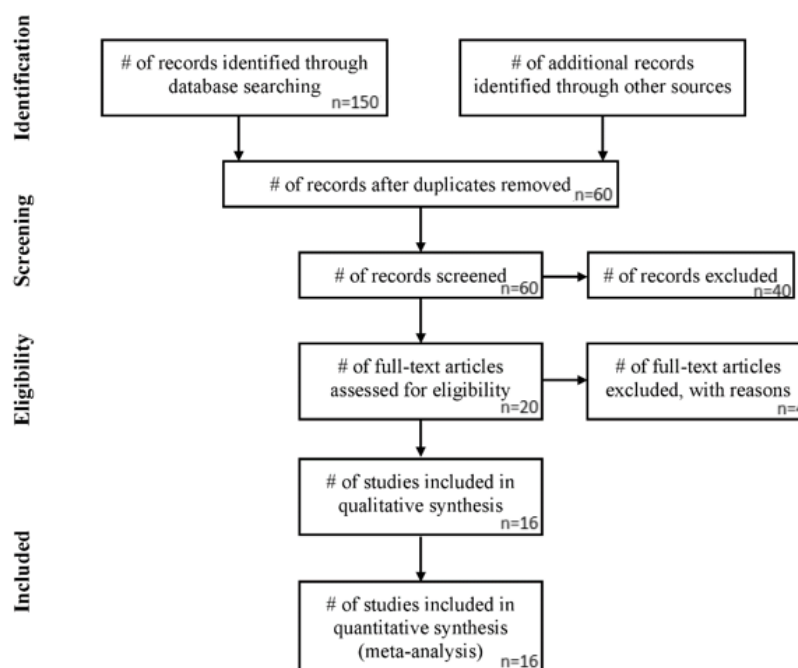 Identification
# of records identified through
database searching
n=150
# of additional records
identified through other sources
# of records after duplicates removed
n=60
Screening
# of records screened
n=60
# of records excluded
n=40
Eligibility
# of full-text articles
assessed for eligibility
n=20
# of full-text articles
excluded, with reasons
n=4
# of studies included in
qualitative synthesis
n=16
Included
# of studies included in
quantitative synthesis
(meta-analysis)
n=16